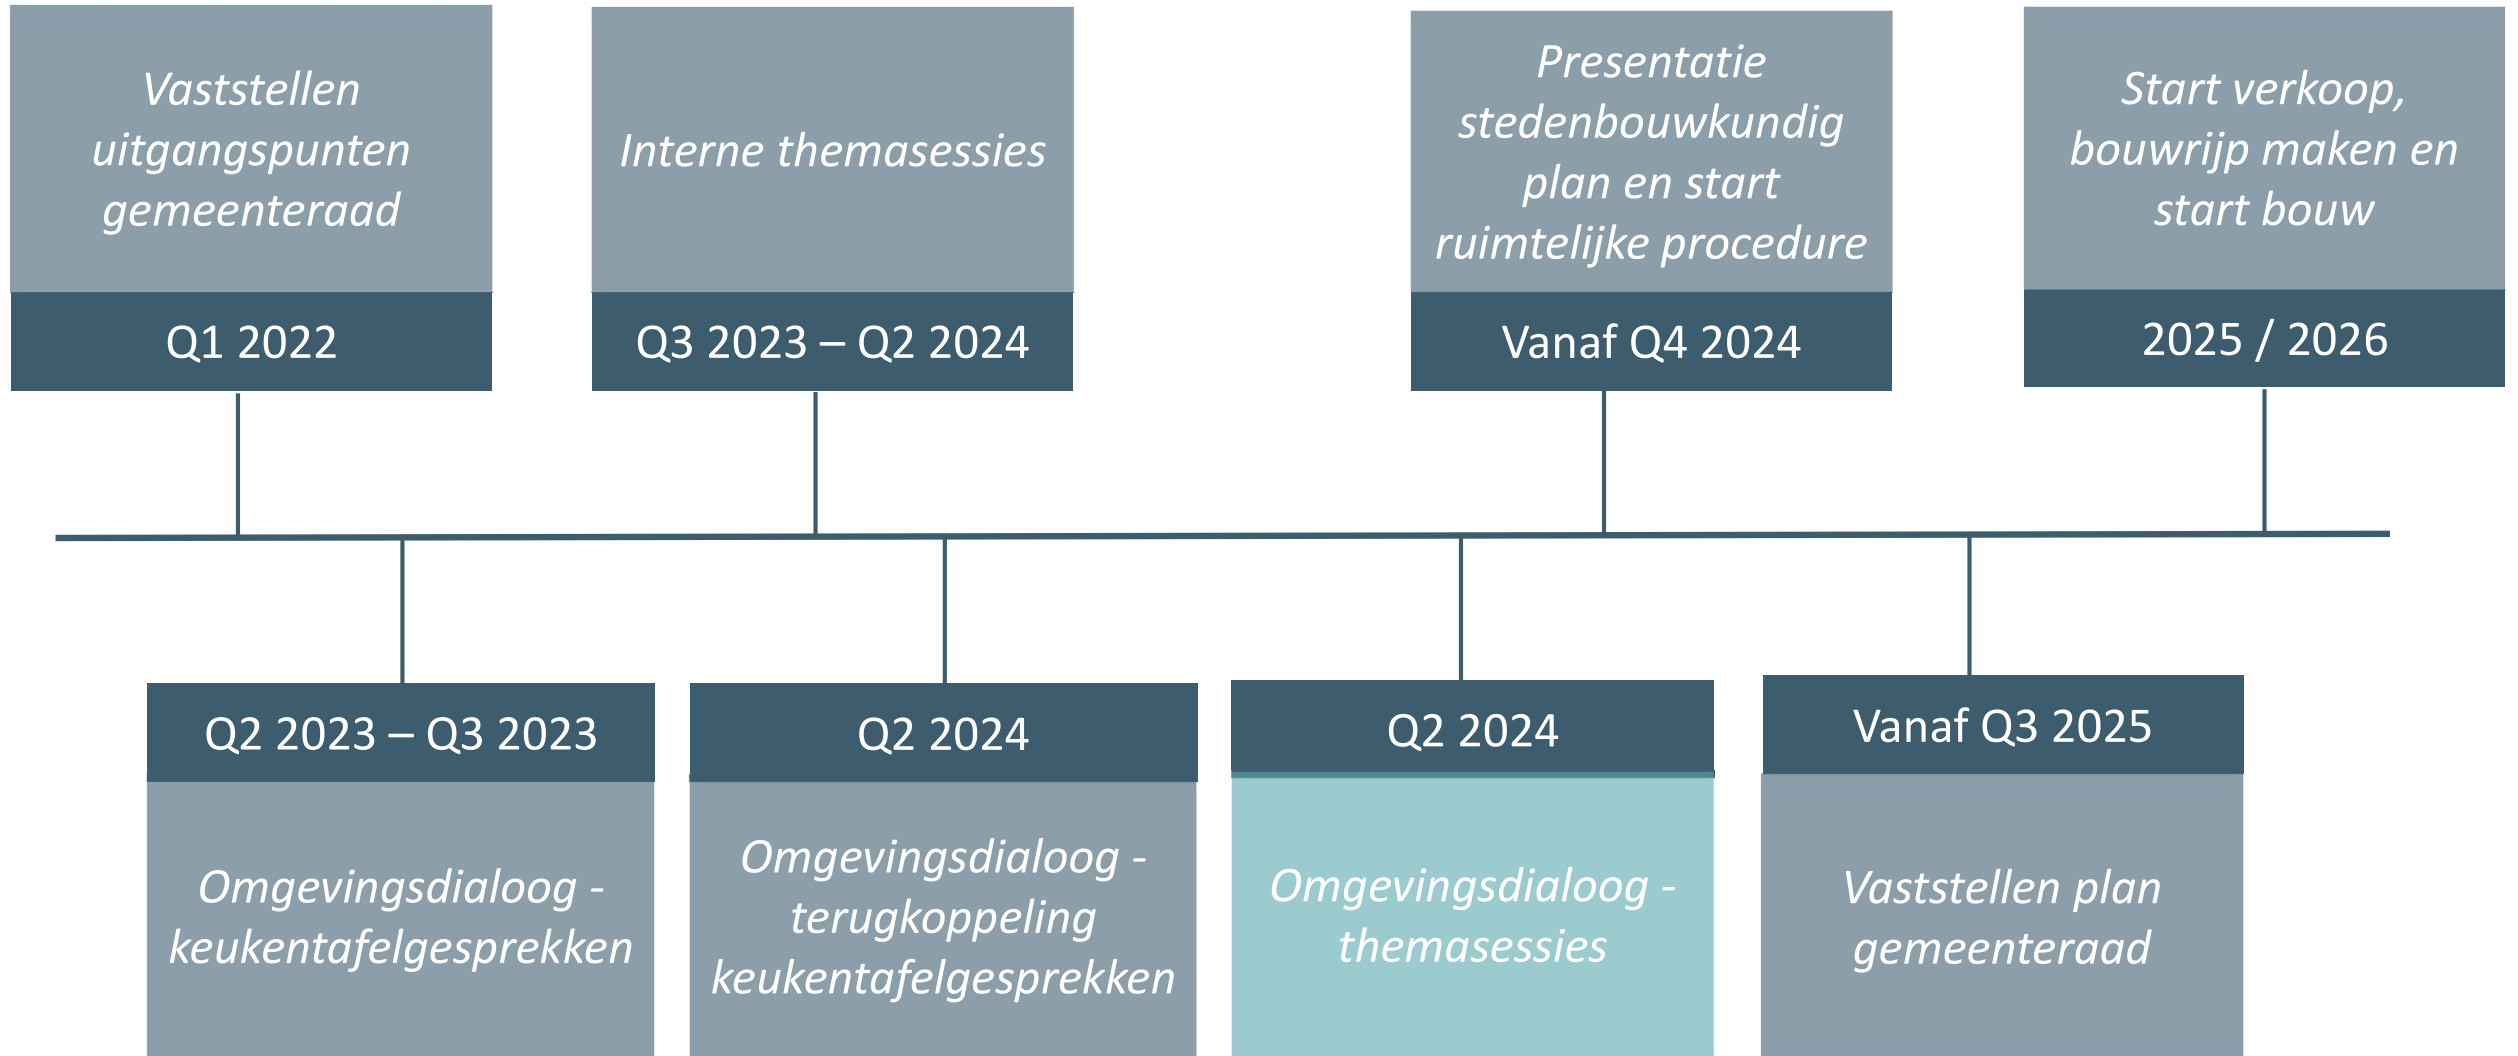 Vaststellen
uitgangspunten
gemeenteraad
Q1 2022
Interne themasessies
Q3 2023 – Q2 2024
Presentatie
stedenbouwkundig
plan en start
ruimtelijke procedure
Vanaf Q4 2024
Start verkoop,
bouwrijp maken en
start bouw
2025 / 2026
Q2 2023 – Q3 2023
Omgevingsdialoog -
keukentafelgesprekken
Q2 2024
Omgevingsdialoog -
terugkoppeling
keukentafelgesprekken
Q2 2024
Omgevingsdialoog -
themasessies
Vanaf Q3 2025
Vaststellen plan
gemeenteraad